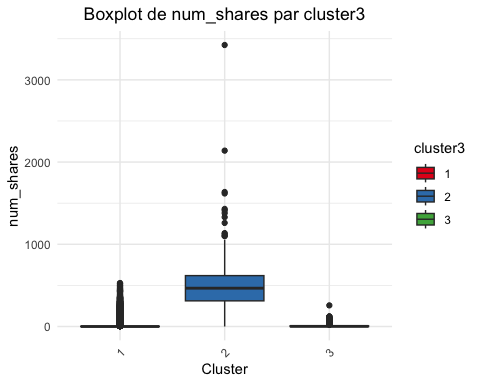 Boxplot de num_shares par cluster3
3000
2000
1000
0
num_shares
1
2
3
Cluster
cluster3
1
2
3